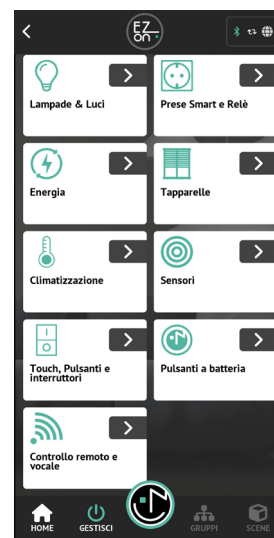 EZ
on
Lampade & Luci
Prese Smart e Relè
Energia
Tapparelle
Climatizzazione
Sensori
Touch, Pulsanti e
interruttori
Pulsanti a batteria
Controllo remoto e
vocale
HOME
GESTISCI
GRUPPI
SCENE